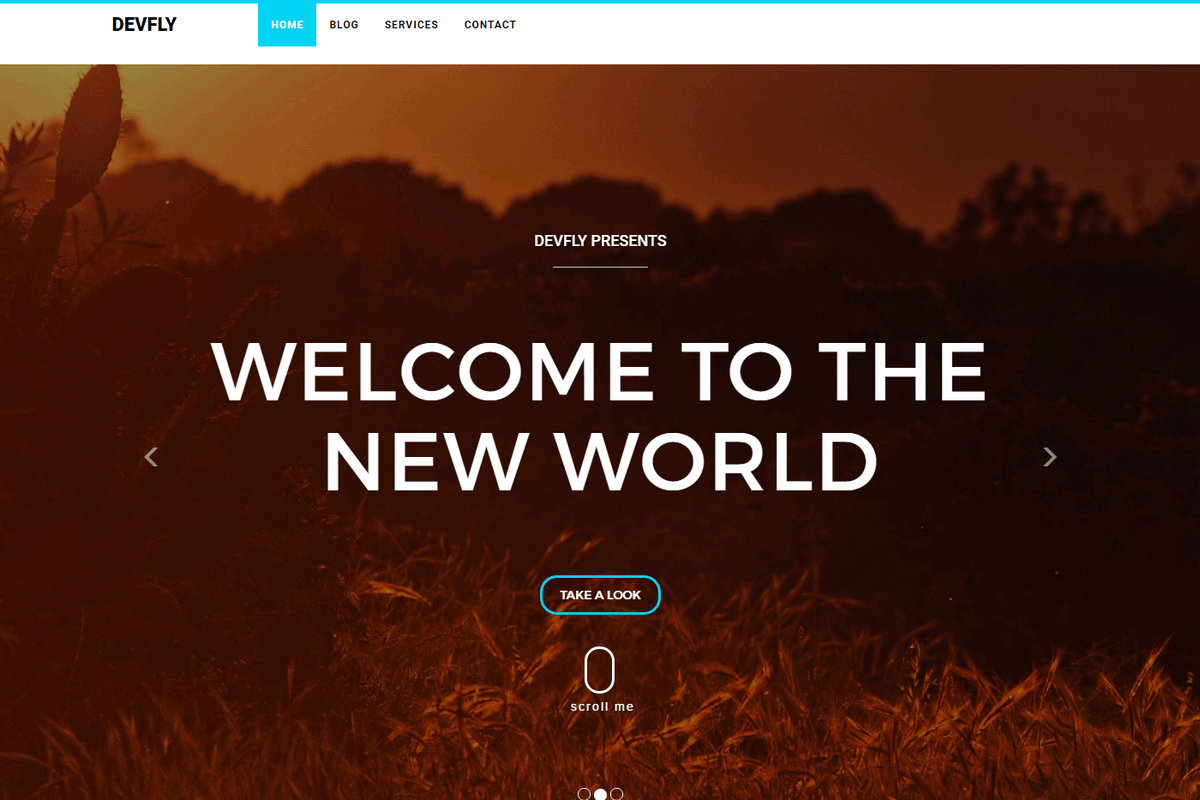 DEVFLY
HOME BLOG SERVICES CONTACT
DEVFLY PRESENTS
WELCOME TO THE
NEW WORLD
TAKE A LOOK
scroll me